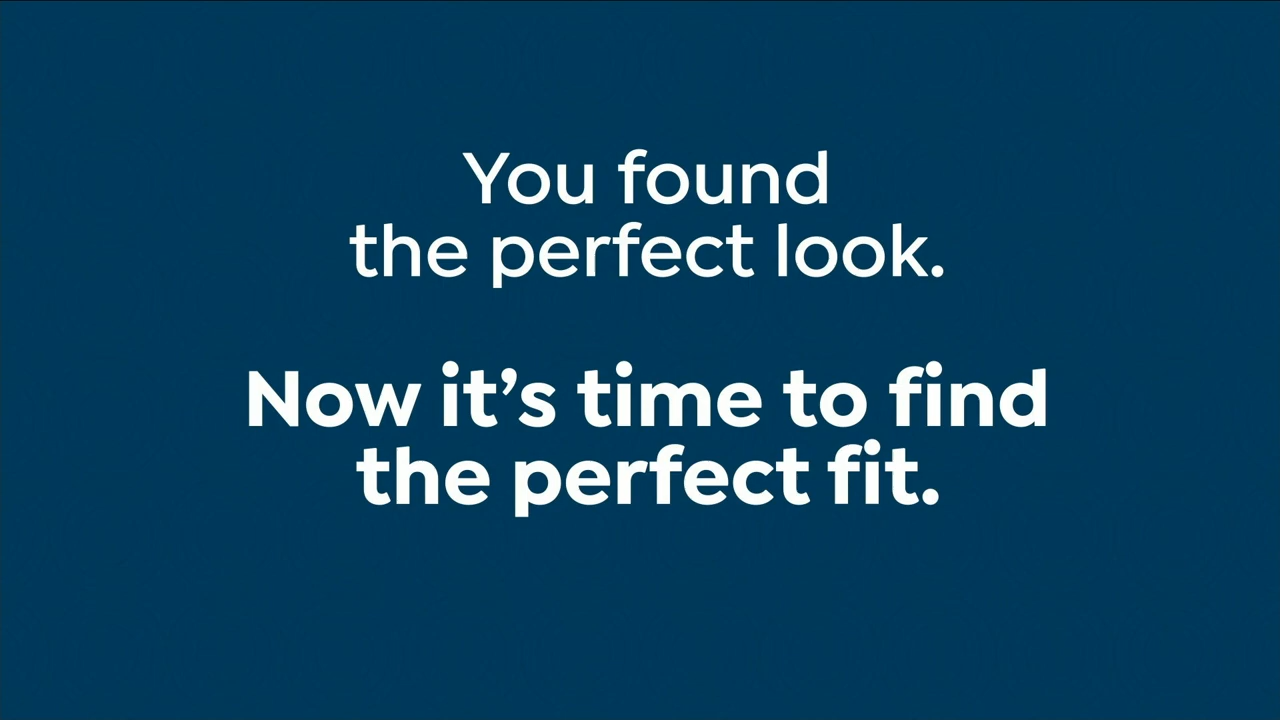 You found
the perfect look.
Now it’s time to find
the perfect fit.